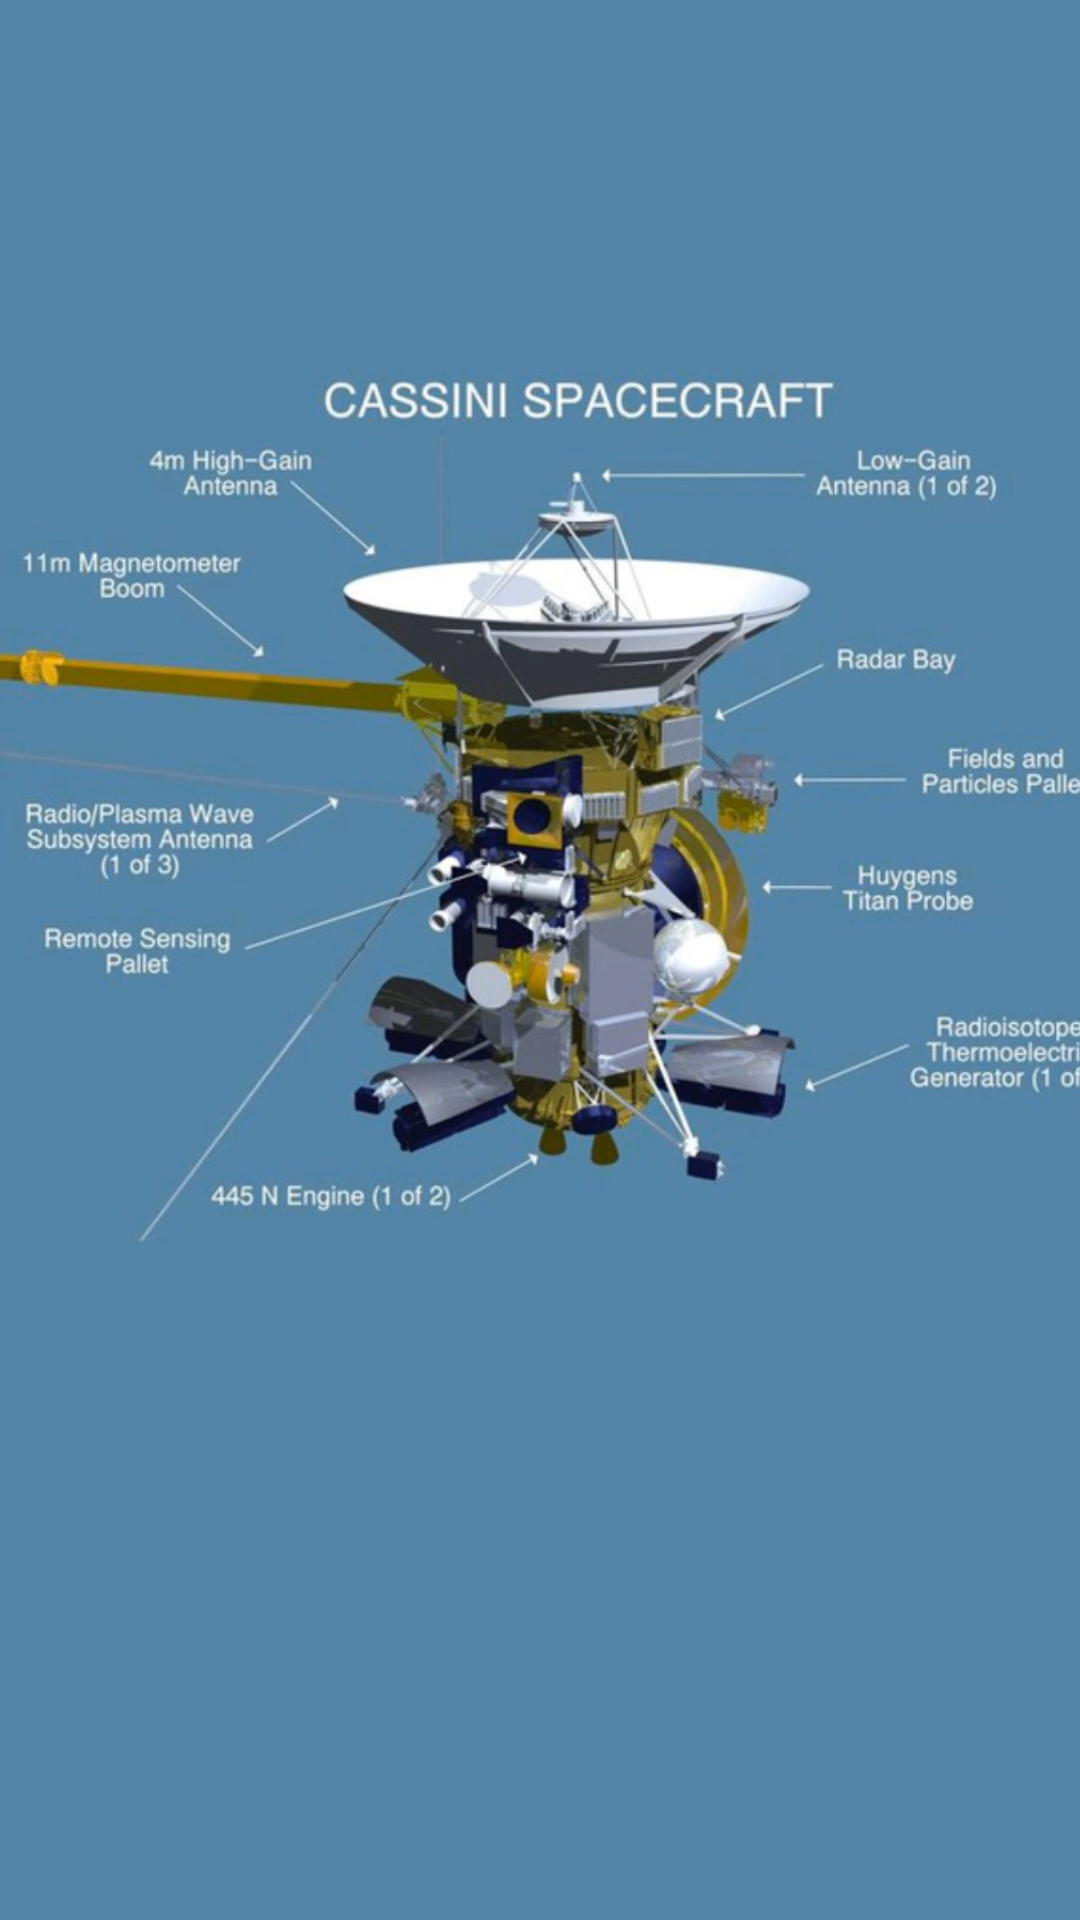 CASSINI SPACECRAFT
4m High-Gain
Antenna
Low-Gain
Antenna (1 of 2)
11m Magnetometer
Boom
Radar Bay
Fields and
Particles Palle
Radio/Plasma Wave
Subsystem Antenna
(1 of 3)
Huygens
Titan Probe
Remote Sensing
Pallet
Radioisotope
Thermoelectri
Generator (1 of
445 N Engine (1 of 2)